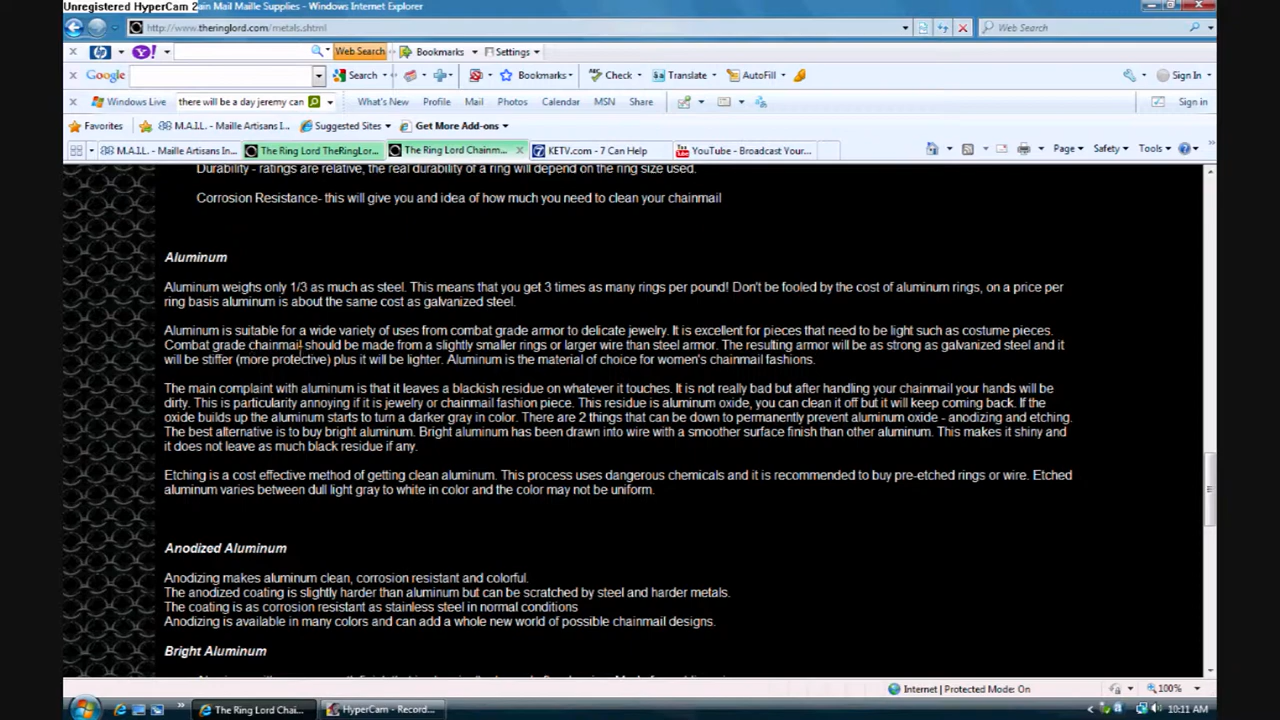 Unregistered HyperCam 2
ain Mail Maille Supplies - Windows Internet Explorer
http://www.theringlord.com/metals.shtml
Web Search
Web Search
Bookmarks
Settings
Google
Search
Bookmarks
Check
Translate
AutoFill
Sign In
Windows Live
there will be a day jeremy can
What's New
Profile
Mail
Photos
Calendar
MSN
Share
Sign in
Favorites
M.A.I.L. - Maille Artisans I...
Suggested Sites
Get More Add-ons
M.A.I.L. - Maille Artisans In...
The Ring Lord TheRingLor...
The Ring Lord Chainm...
KETV.com - 7 Can Help
YouTube - Broadcast Your...
Page
Safety
Tools
Durability - ratings are relative, the real durability of a ring will depend on the ring size used.
Corrosion Resistance- this will give you and idea of how much you need to clean your chainmail
Aluminum
Aluminum weighs only 1/3 as much as steel. This means that you get 3 times as many rings per pound! Don't be fooled by the cost of aluminum rings, on a price per
ring basis aluminum is about the same cost as galvanized steel.
Aluminum is suitable for a wide variety of uses from combat grade armor to delicate jewelry. It is excellent for pieces that need to be light such as costume pieces.
Combat grade chainmail should be made from a slightly smaller rings or larger wire than steel armor. The resulting armor will be as strong as galvanized steel and it
will be stiffer (more protective) plus it will be lighter. Aluminum is the material of choice for women's chainmail fashions.
The main complaint with aluminum is that it leaves a blackish residue on whatever it touches. It is not really bad but after handling your chainmail your hands will be
dirty. This is particularity annoying if it is jewelry or chainmail fashion piece. This residue is aluminum oxide, you can clean it off but it will keep coming back. If the
oxide builds up the aluminum starts to turn a darker gray in color. There are 2 things that can be down to permanently prevent aluminum oxide - anodizing and etching.
The best alternative is to buy bright aluminum. Bright aluminum has been drawn into wire with a smoother surface finish than other aluminum. This makes it shiny and
it does not leave as much black residue if any.
Etching is a cost effective method of getting clean aluminum. This process uses dangerous chemicals and it is recommended to buy pre-etched rings or wire. Etched
aluminum varies between dull light gray to white in color and the color may not be uniform.
Anodized Aluminum
Anodizing makes aluminum clean, corrosion resistant and colorful.
The anodized coating is slightly harder than aluminum but can be scratched by steel and harder metals.
The coating is as corrosion resistant as stainless steel in normal conditions
Anodizing is available in many colors and can add a whole new world of possible chainmail designs.
Bright Aluminum
Internet | Protected Mode: On
100%
The Ring Lord Chai...
HyperCam - Record...
10:11 AM